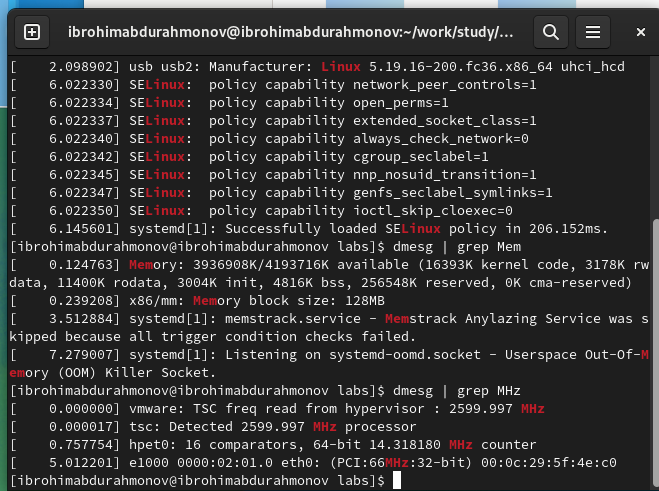 ibrohimabdurahmonov@ibrohimabdurahmonov:~/work/study/...
[    2.098902] usb usb2: Manufacturer: Linux 5.19.16-200.fc36.x86_64 uhci_hcd
[    6.022330] SELinux:  policy capability network_peer_controls=1
[    6.022334] SELinux:  policy capability open_perms=1
[    6.022337] SELinux:  policy capability extended_socket_class=1
[    6.022340] SELinux:  policy capability always_check_network=0
[    6.022342] SELinux:  policy capability cgroup_seclabel=1
[    6.022345] SELinux:  policy capability nnp_nosuid_transition=1
[    6.022347] SELinux:  policy capability genfs_seclabel_symlinks=1
[    6.022350] SELinux:  policy capability ioctl_skip_cloexec=0
[    6.145601] systemd[1]: Successfully loaded SELinux policy in 206.152ms.
[ibrohimabdurahmonov@ibrohimabdurahmonov labs]$ dmesg | grep Mem
[    0.124763] Memory: 3936908K/4193716K available (16393K kernel code, 3178K rw
data, 11400K rodata, 3004K init, 4816K bss, 256548K reserved, 0K cma-reserved)
[    0.239208] x86/mm: Memory block size: 128MB
[    3.512884] systemd[1]: memstrack.service - Memstrack Anylazing Service was s
kipped because all trigger condition checks failed.
[    7.279007] systemd[1]: Listening on systemd-oomd.socket - Userspace Out-Of-M
emory (OOM) Killer Socket.
[ibrohimabdurahmonov@ibrohimabdurahmonov labs]$ dmesg | grep MHz
[    0.000000] vmware: TSC freq read from hypervisor : 2599.997 MHz
[    0.000017] tsc: Detected 2599.997 MHz processor
[    0.757754] hpet0: 16 comparators, 64-bit 14.318180 MHz counter
[    5.012201] e1000 0000:02:01.0 eth0: (PCI:66MHz:32-bit) 00:0c:29:5f:4e:c0
[ibrohimabdurahmonov@ibrohimabdurahmonov labs]$